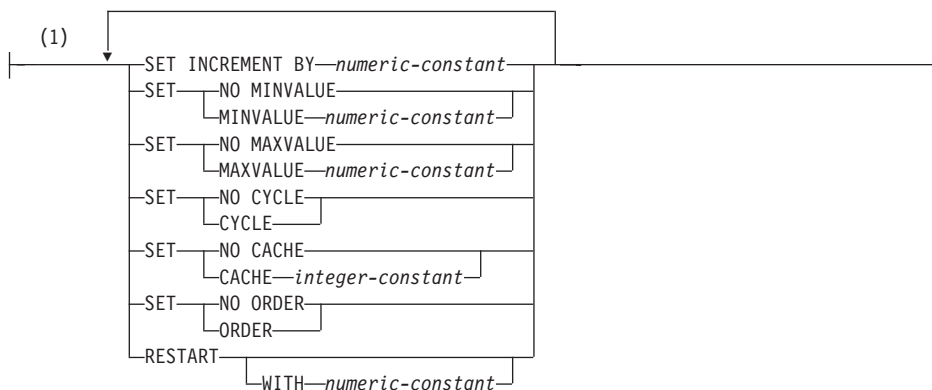 (1)
SET INCREMENT BY numeric-constant
SET NO MINVALUE
MINVALUE numeric-constant
SET NO MAXVALUE
MAXVALUE numeric-constant
SET NO CYCLE
CYCLE
SET NO CACHE
CACHE integer-constant
SET NO ORDER
ORDER
RESTART
WITH numeric-constant